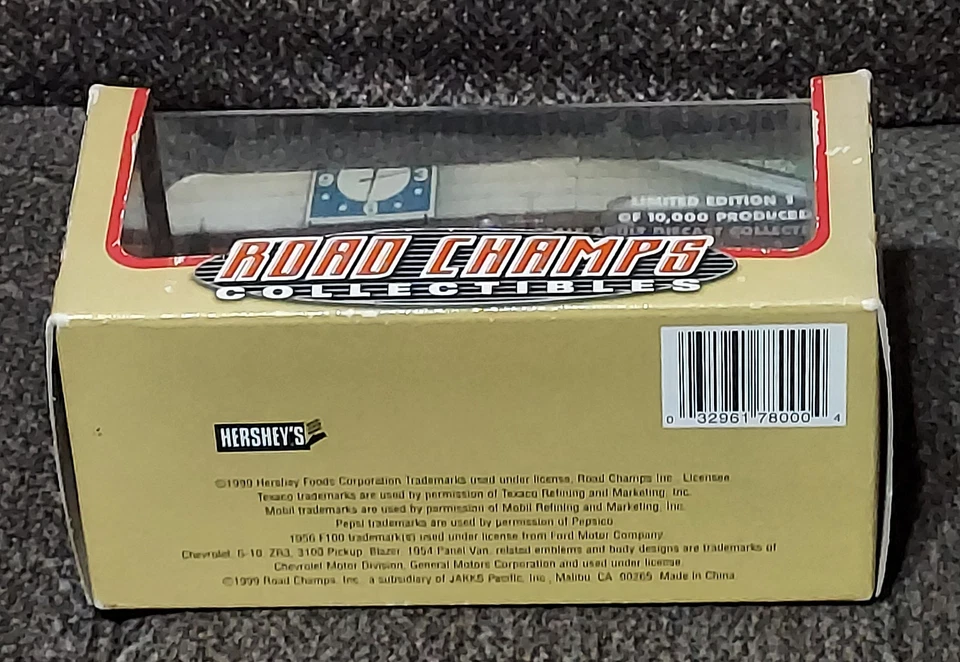 LIMITED EDITION 1
OF 10,000 PRODUCED
ADULT DIECAST COLLECT
ROAD CHAMPS
COLLECTIBLES
0 32961 78000 4
HERSHEY'S
©1999 Hershey Foods Corporation Trademarks used under license, Road Champs Inc. Licensee
Texaco trademarks are used by permission of Texaco Refining and Marketing, Inc.
Mobil trademarks are used by permission of Mobil Refining and Marketing, Inc.
Pepsi trademarks are used by permission of Pepsico
1956 F100 trademark(s) used under license from Ford Motor Company
Chevrolet, S-10, ZR3, 3100 Pickup, Blazer, 1954 Panel Van, related emblems and body designs are trademarks of
Chevrolet Motor Division, General Motors Corporation and used under license.
©1999 Road Champs, Inc., a subsidiary of JAKKS Pacific, Inc., Malibu, CA 90265 Made in China